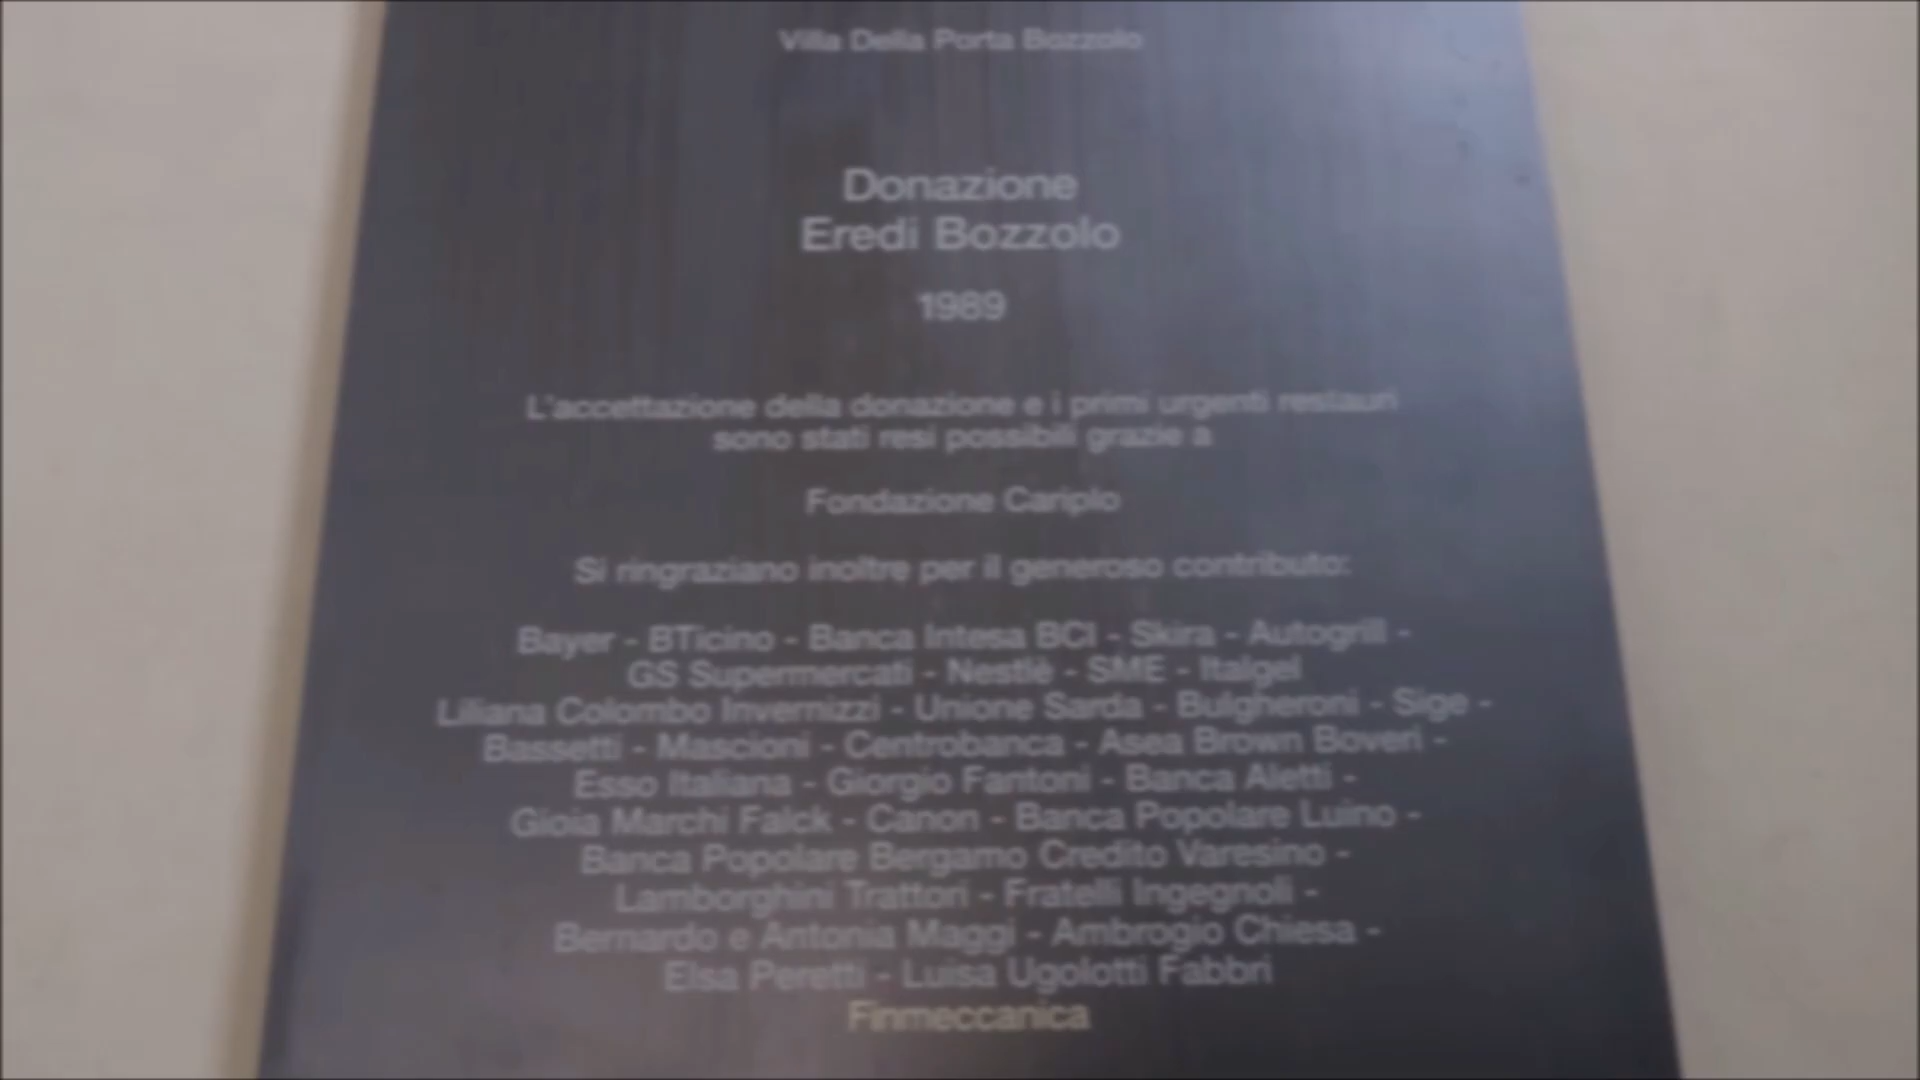 Villa Della Porta Bozzolo
Donazione
Eredi Bozzolo
1989
L'accettazione della donazione e i primi urgenti restauri
sono stati resi possibili grazie a
Fondazione Cariplo
Si ringraziano inoltre per il generoso contributo:
Bayer - BTicino - Banca Intesa BCI - Skira - Autogrill -
GS Supermercati - Nestlè - SME - Italgel
Liliana Colombo Invernizzi - Unione Sarda - Bulgheroni - Sige -
Bassetti - Mascioni - Centrobanca - Asea Brown Boveri -
Esso Italiana - Giorgio Fantoni - Banca Aletti -
Gioia Marchi Falck - Canon - Banca Popolare Luino -
Banca Popolare Bergamo Credito Varesino -
Lamborghini Trattori - Fratelli Ingegnoli -
Bernardo e Antonia Maggi - Ambrogio Chiesa -
Elsa Peretti - Luisa Ugolotti Fabbri
Finmeccanica